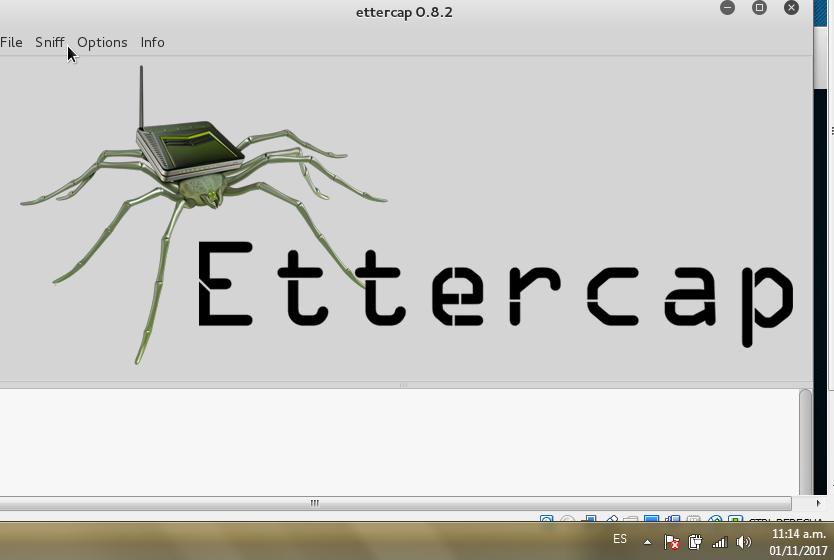 ettercap 0.8.2
File Sniff Options Info
Ettercap
ES
11:14 a.m.
01/11/2017